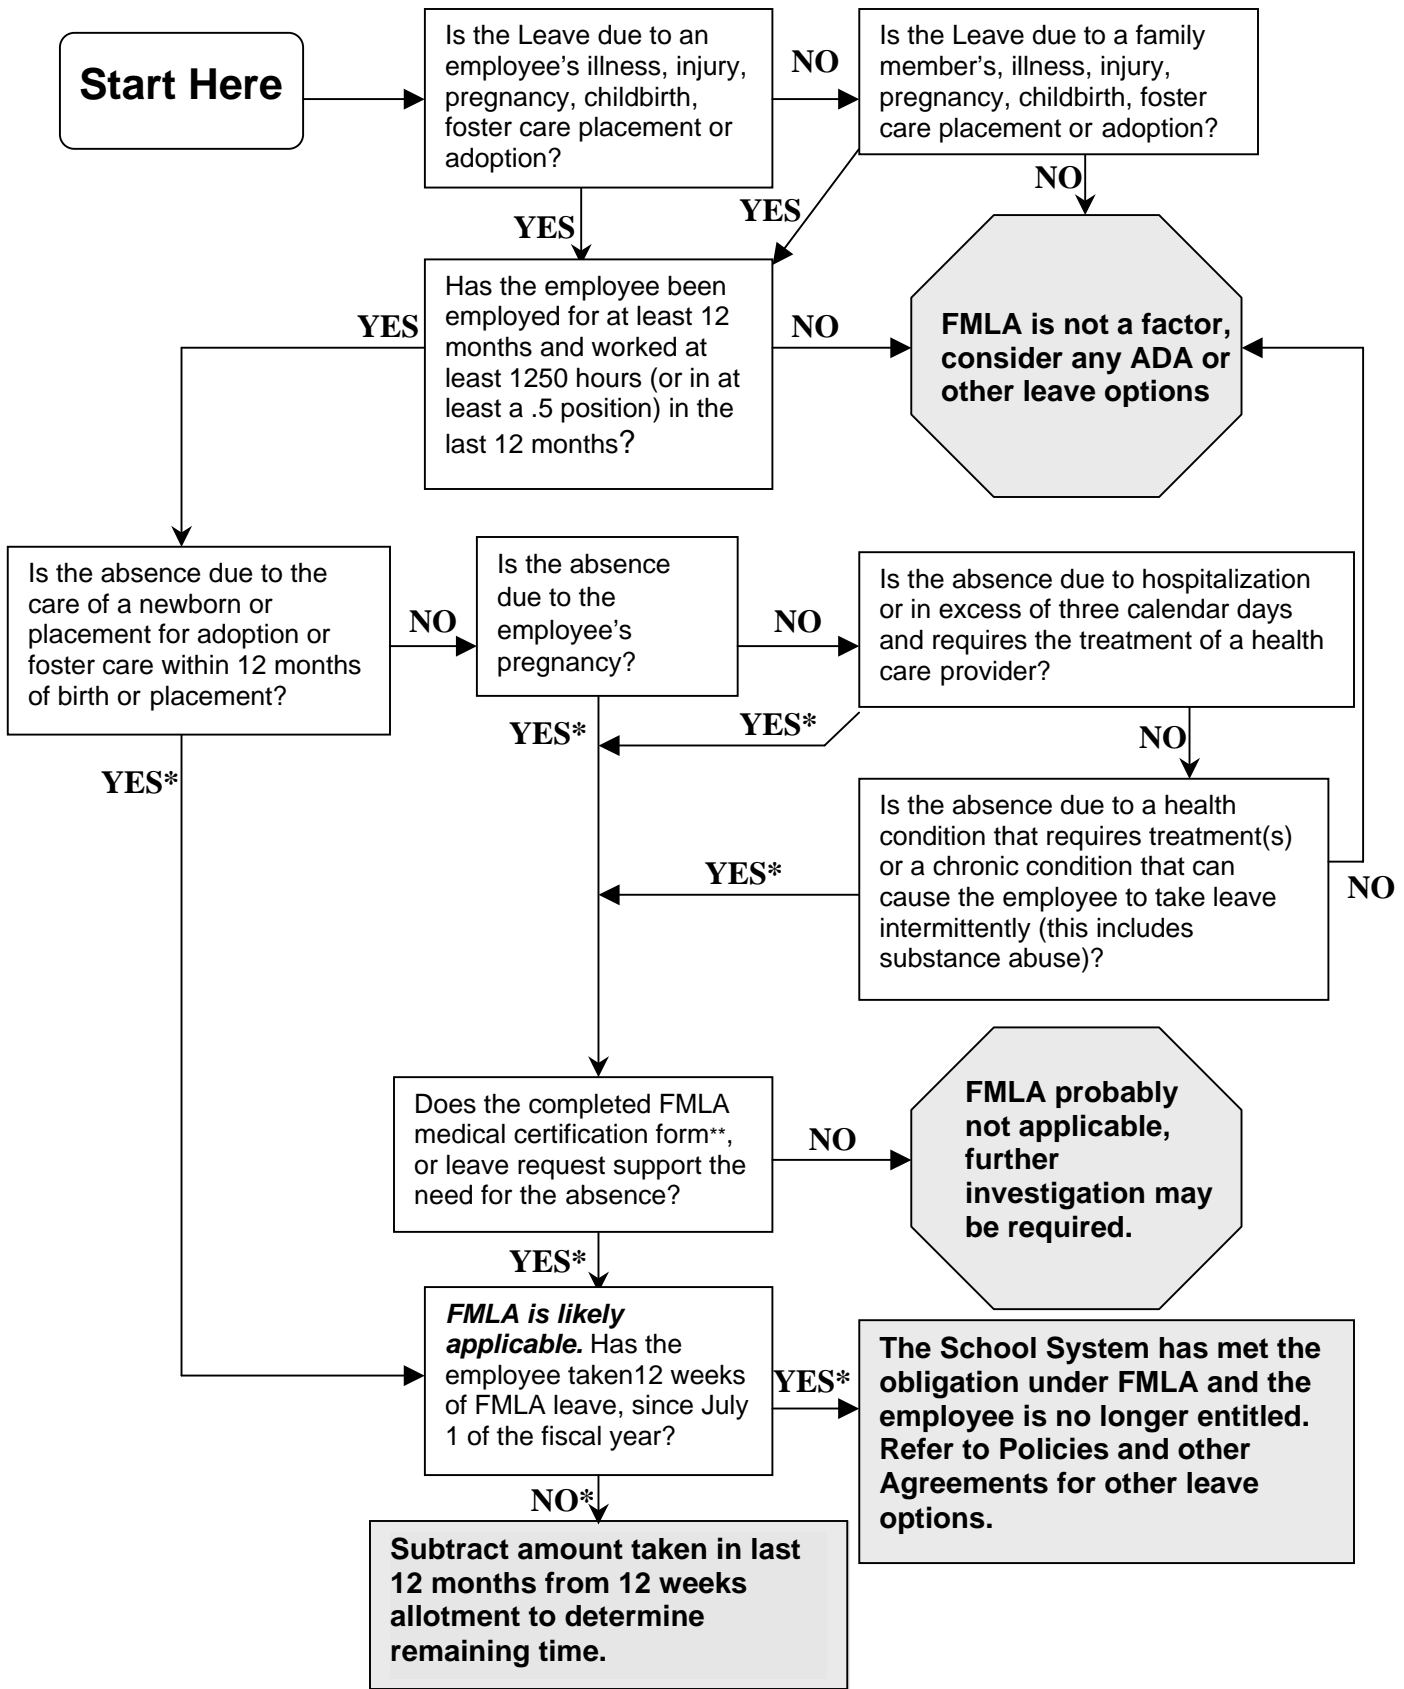 Start Here
Is the Leave due to an
employee's illness, injury,
pregnancy, childbirth,
foster care placement or
adoption?
NO
Is the Leave due to a family
member's, illness, injury,
pregnancy, childbirth, foster
care placement or adoption?
YES
YES
NO
Has the employee been
employed for at least 12
months and worked at
least 1250 hours (or in at
least a .5 position) in the
last 12 months?
YES
NO
FMLA is not a factor,
consider any ADA or
other leave options
Is the absence due to the
care of a newborn or
placement for adoption or
foster care within 12 months
of birth or placement?
NO
Is the absence
due to the
employee's
pregnancy?
NO
Is the absence due to hospitalization
or in excess of three calendar days
and requires the treatment of a health
care provider?
YES*
YES*
YES*
NO
Is the absence due to a health
condition that requires treatment(s)
or a chronic condition that can
cause the employee to take leave
intermittently (this includes
substance abuse)?
YES*
NO
Does the completed FMLA
medical certification form**,
or leave request support the
need for the absence?
NO
FMLA probably
not applicable,
further
investigation may
be required.
YES*
FMLA is likely
applicable. Has the
employee taken12 weeks
of FMLA leave, since July
1 of the fiscal year?
YES*
The School System has met the
obligation under FMLA and the
employee is no longer entitled.
Refer to Policies and other
Agreements for other leave
options.
NO*
Subtract amount taken in last
12 months from 12 weeks
allotment to determine
remaining time.